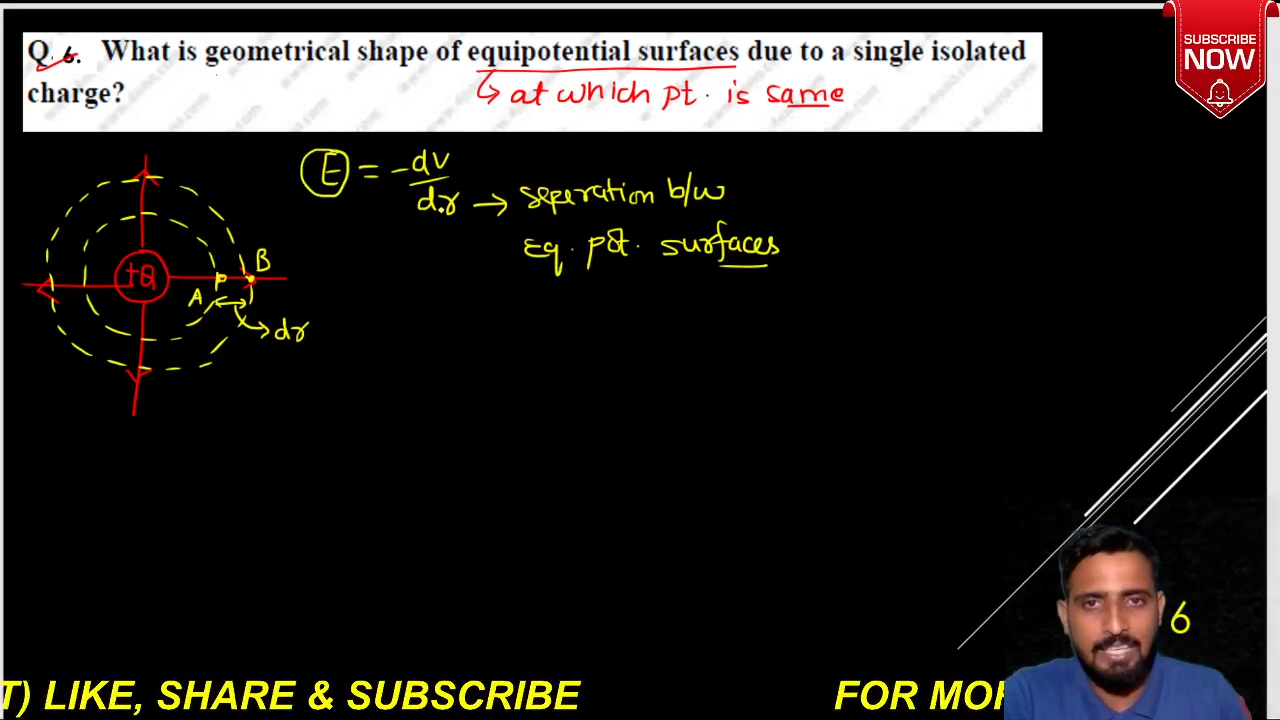 Q. 6. What is geometrical shape of equipotential surfaces due to a single isolated
charge?
↳ at which pt. is same
E = -dV/dr → seperation b/w
Eq. pot. surfaces
+Q
B
P
A
→ dr
SUBSCRIBE
NOW
6
T) LIKE, SHARE & SUBSCRIBE
FOR MOR